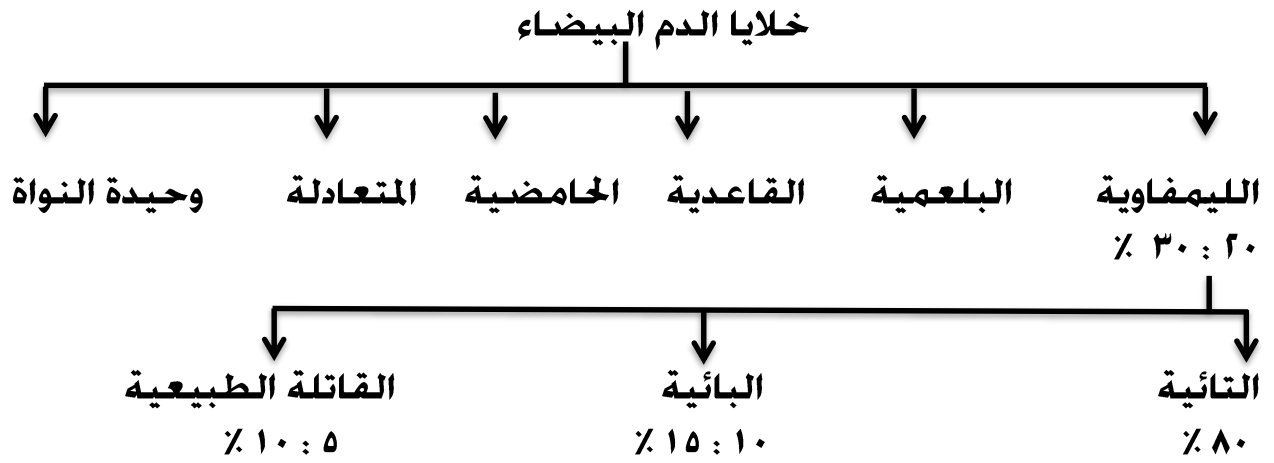 خلايا الدم البيضاء
الليمفاوية
البلعمية
القاعدية
الحامضية
المتعادلة
وحيدة النواة
٢٠ : ٣٠ ٪
التائية
البائية
القاتلة الطبيعية
٨٠ ٪
١٠ : ١٥ ٪
٥ : ١٠ ٪